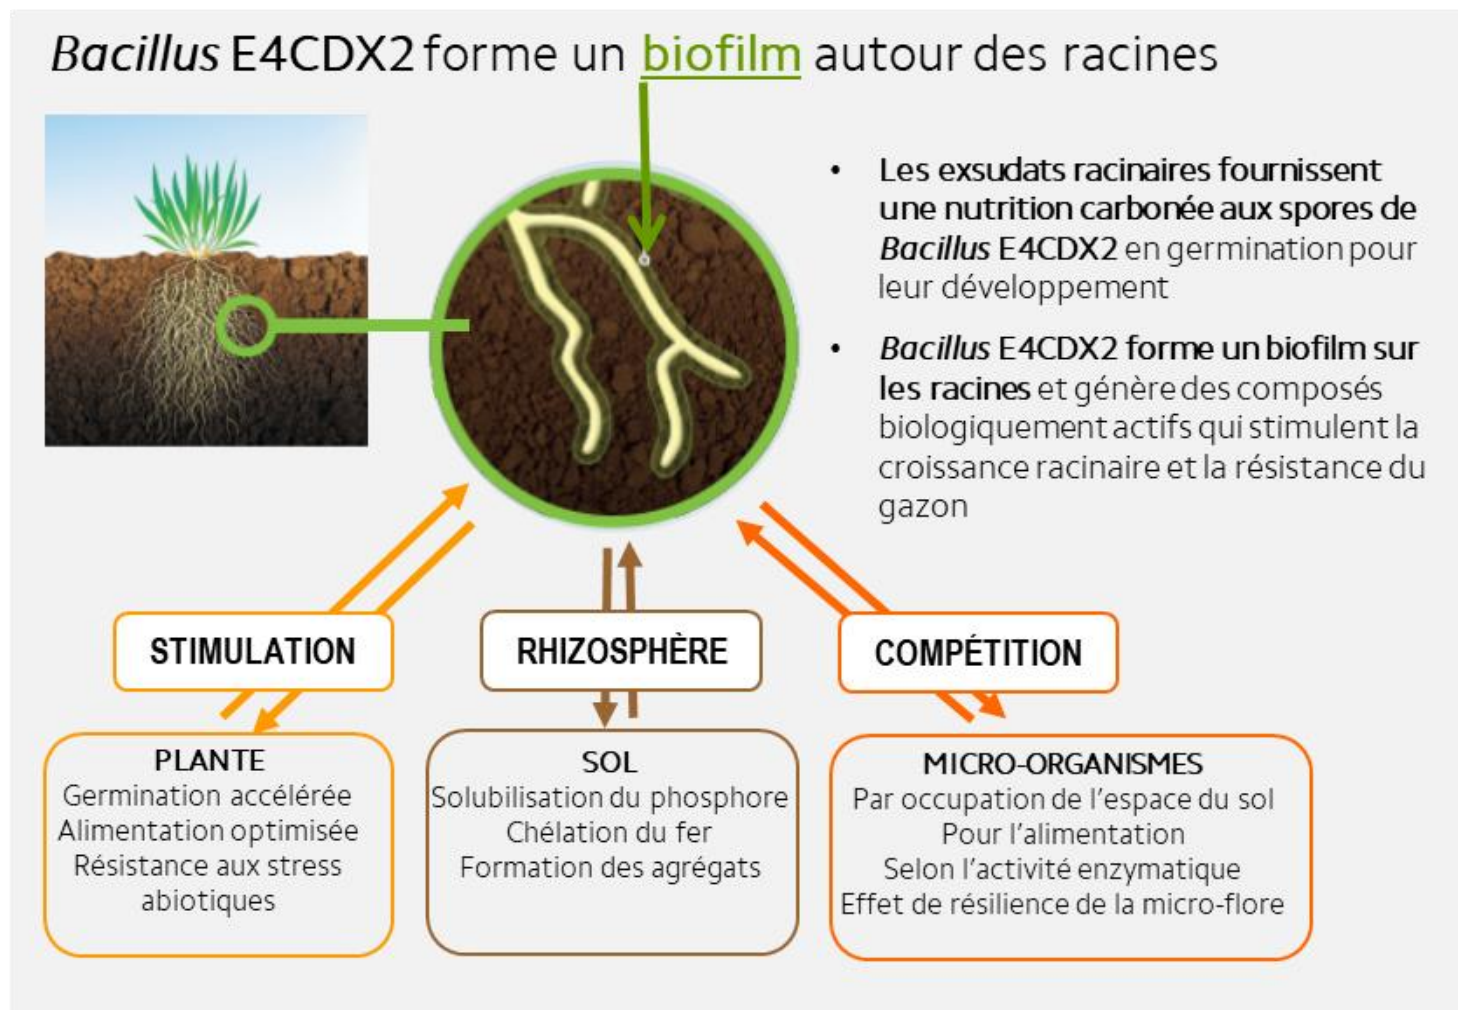 Bacillus E4CDX2 forme un biofilm autour des racines
• Les exsudats racinaires fournissent
une nutrition carbonée aux spores de
Bacillus E4CDX2 en germination pour
leur développement
• Bacillus E4CDX2 forme un biofilm sur
les racines et génère des composés
biologiquement actifs qui stimulent la
croissance racinaire et la résistance du
gazon
STIMULATION
RHIZOSPHÈRE
COMPÉTITION
PLANTE
Germination accélérée
Alimentation optimisée
Résistance aux stress
abiotiques
SOL
Solubilisation du phosphore
Chélation du fer
Formation des agrégats
MICRO-ORGANISMES
Par occupation de l'espace du sol
Pour l'alimentation
Selon l'activité enzymatique
Effet de résilience de la micro-flore